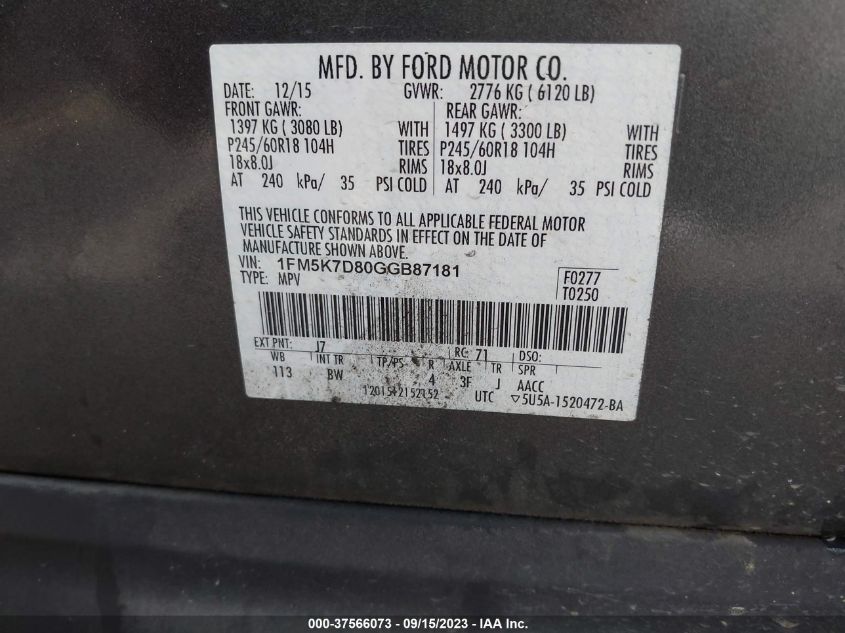 MFD. BY FORD MOTOR CO.
DATE: 12/15 GVWR: 2776 KG ( 6120 LB)
FRONT GAWR: REAR GAWR:
1397 KG ( 3080 LB) WITH 1497 KG ( 3300 LB) WITH
P245/60R18 104H TIRES P245/60R18 104H TIRES
18x8.0J RIMS 18x8.0J RIMS
AT 240 kPa/ 35 PSI COLD AT 240 kPa/ 35 PSI COLD
THIS VEHICLE CONFORMS TO ALL APPLICABLE FEDERAL MOTOR
VEHICLE SAFETY STANDARDS IN EFFECT ON THE DATE OF
MANUFACTURE SHOWN ABOVE.
VIN: 1FM5K7D80GGB87181 F0277
TYPE: MPV T0250
EXT PNT: J7 RC: 71 DSO:
WB INT TR TP/PS R AXLE TR SPR
113 BW 4 3F J AACC
UTC ▽5U5A-1520472-BA
000-37566073 - 09/15/2023 - IAA Inc.